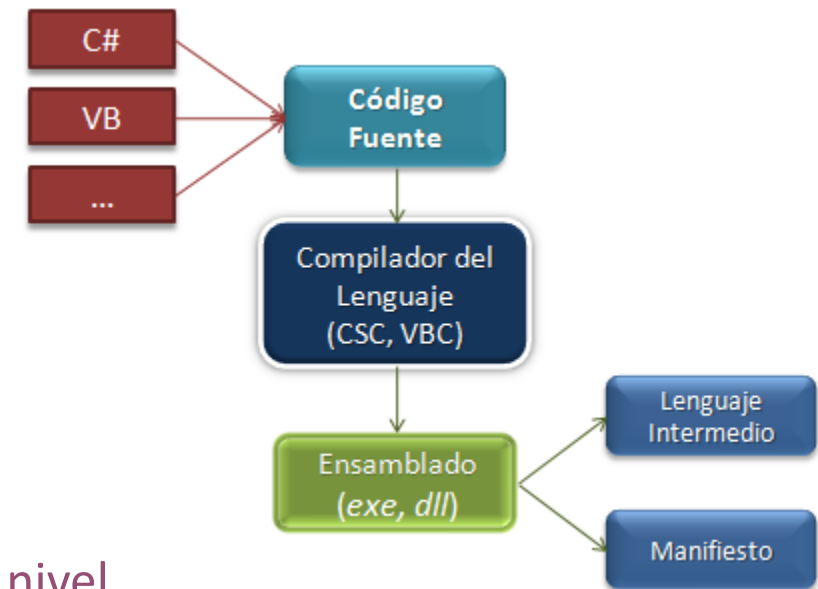 C#
VB
...
Código
Fuente
Compilador del
Lenguaje
(CSC, VBC)
Ensamblado
(exe, dll)
Lenguaje
Intermedio
Manifiesto
nivel